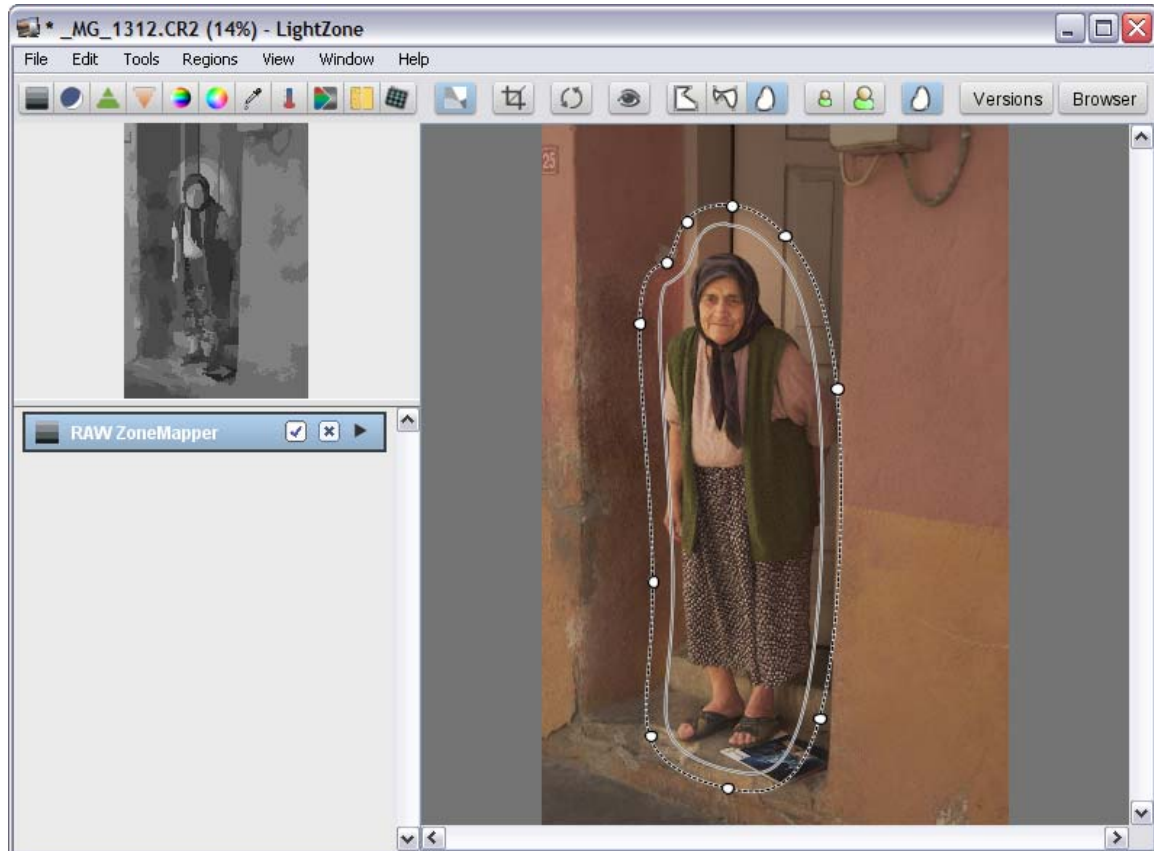 * _MG_1312.CR2 (14%) - LightZone
File Edit Tools Regions View Window Help
Versions Browser
25
RAW ZoneMapper